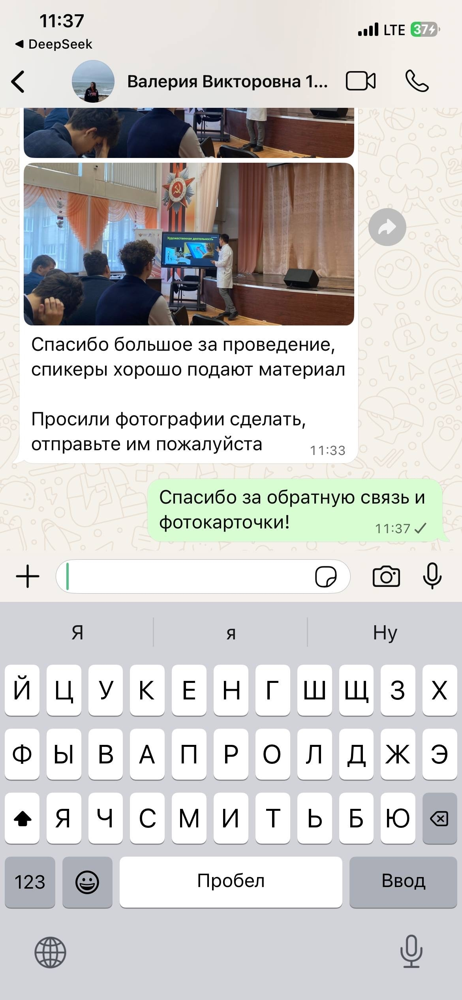 11:37
LTE 37
DeepSeek
Валерия Викторовна 1...
Художественная деятельность
Спасибо большое за проведение,
спикеры хорошо подают материал
Просили фотографии сделать,
отправьте им пожалуйста
11:33
Спасибо за обратную связь и
фотокарточки!
11:37
Я я Ну
Й Ц У К Е Н Г Ш Щ З Х
Ф Ы В А П Р О Л Д Ж Э
Я Ч С М И Т Ь Б Ю
123 Пробел Ввод